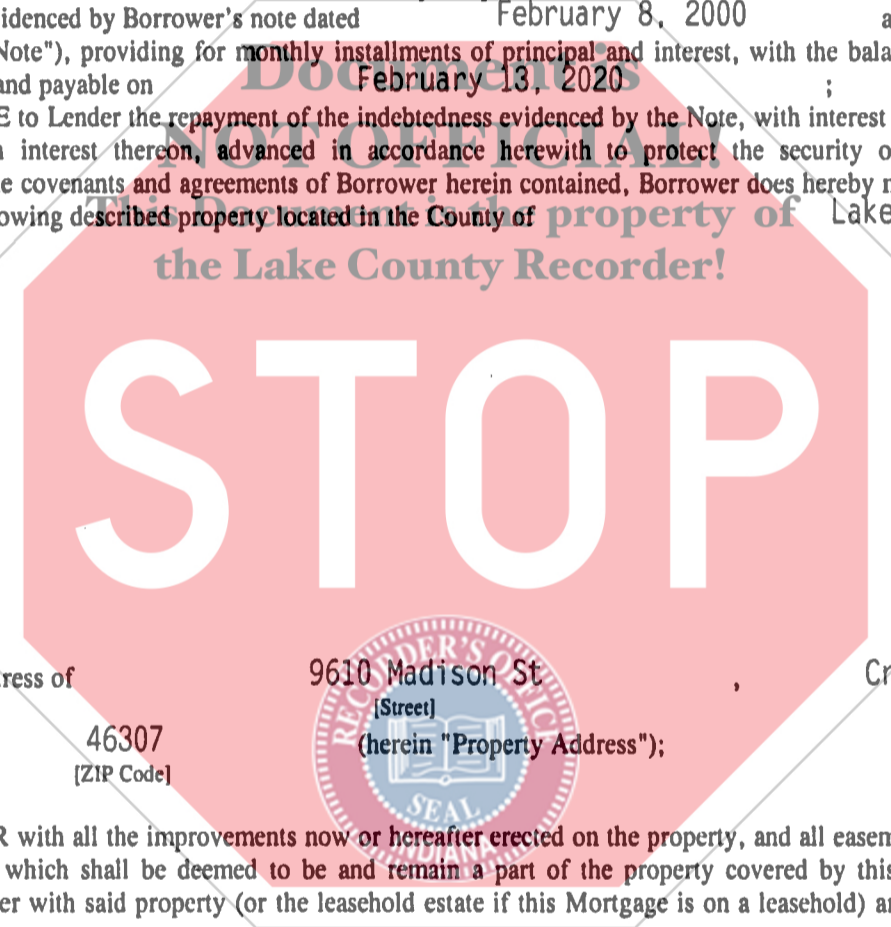 idenced by Borrower's note dated February 8, 2000 a
Note"), providing for monthly installments of principal and interest, with the bala
and payable on February 13, 2020 ;
E to Lender the repayment of the indebtedness evidenced by the Note, with interest
n interest thereon, advanced in accordance herewith to protect the security o
e covenants and agreements of Borrower herein contained, Borrower does hereby
owing described property located in the County of Lake
Document is
NOT OFFICIAL!
This Document is the property of
the Lake County Recorder!
STOP
ress of 9610 Madison St , Cr
[Street]
46307 (herein "Property Address");
[ZIP Code]
RECORDER'S OFFICE
SEAL
INDIANA
R with all the improvements now or hereafter erected on the property, and all easem
which shall be deemed to be and remain a part of the property covered by this
er with said property (or the leasehold estate if this Mortgage is on a leasehold) ar